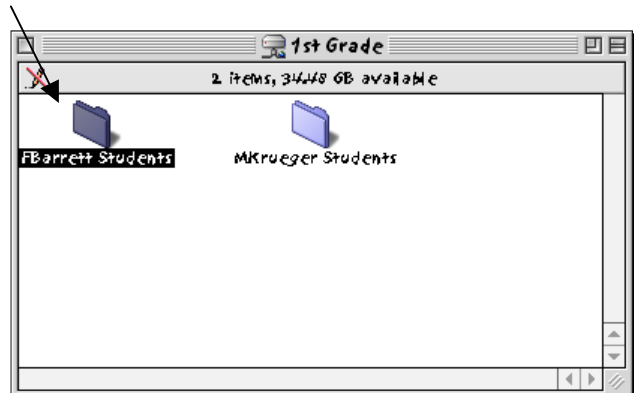 1st Grade
2 items, 34.48 GB available
FBarrett Students
MKrueger Students